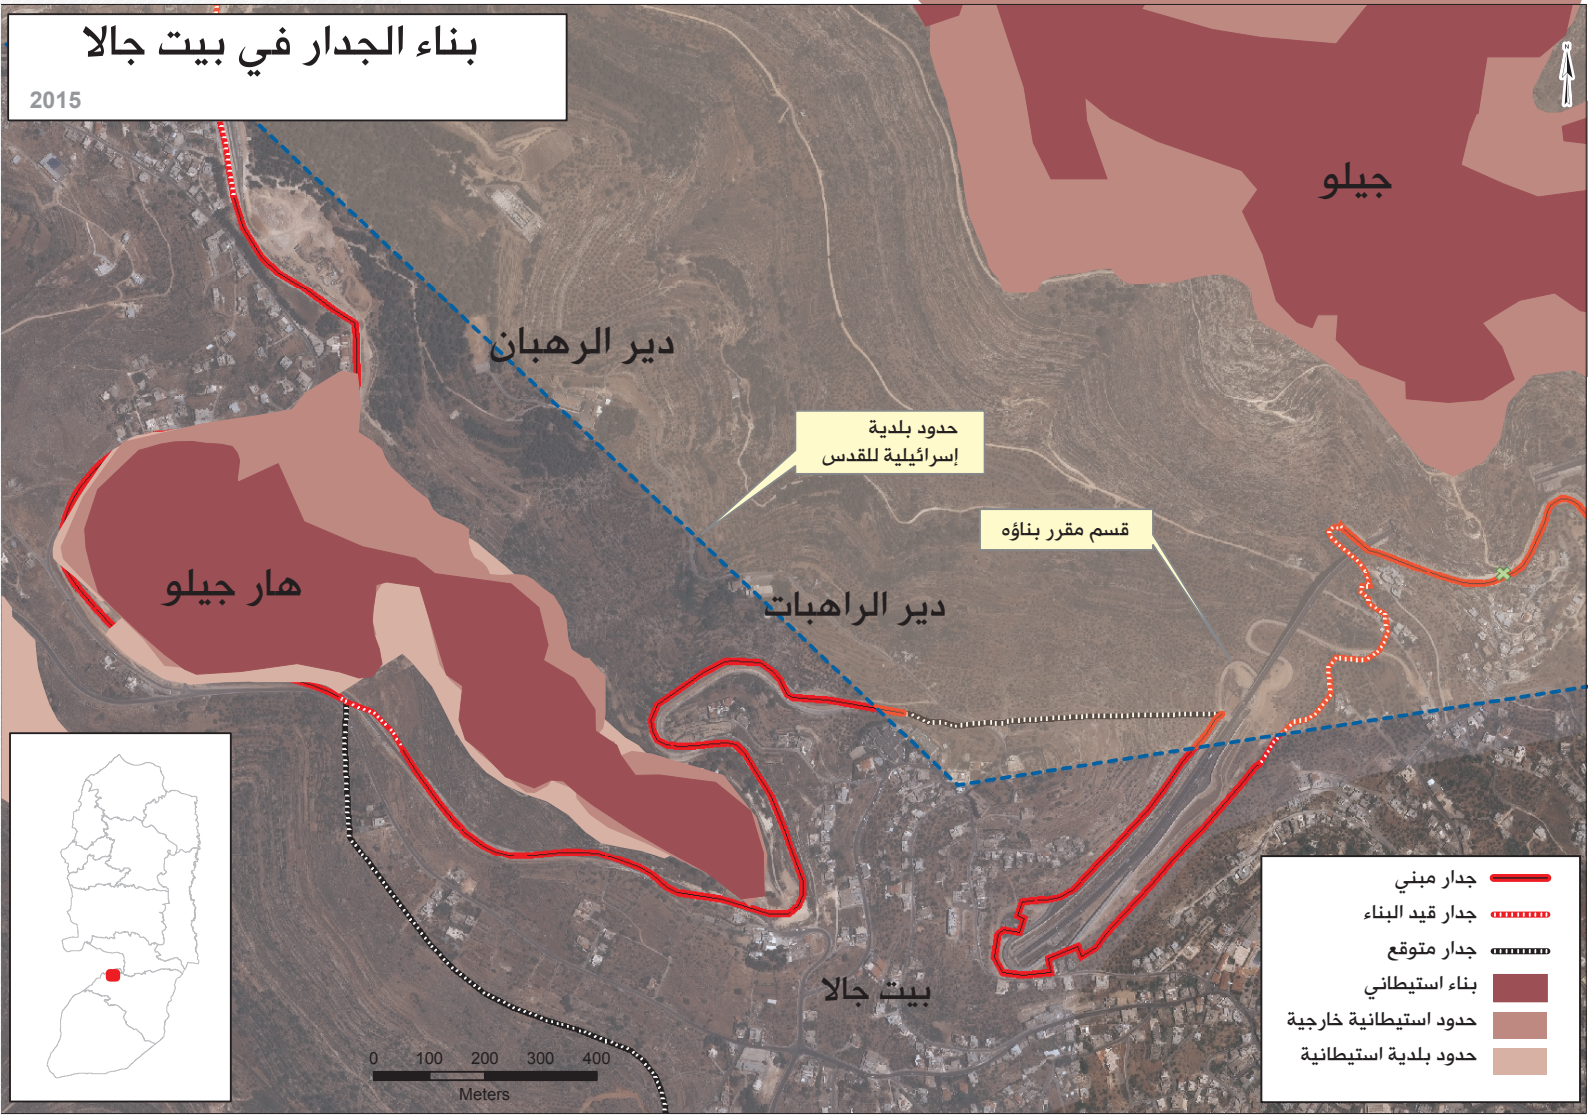 بناء الجدار في بيت جالا
2015
N
جيلو
دير الرهبان
حدود بلدية
إسرائيلية للقدس
قسم مقرر بناؤه
هار جيلو
دير الراهبات
بيت جالا
0 100 200 300 400
Meters
جدار مبني
جدار قيد البناء
جدار متوقع
بناء استيطاني
حدود استيطانية خارجية
حدود بلدية استيطانية